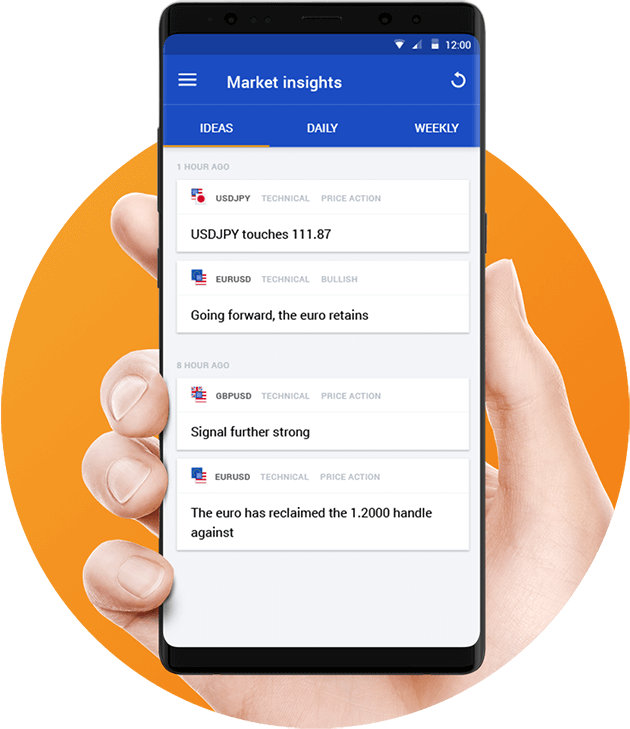 12:00
Market insights
IDEAS DAILY WEEKLY
1 HOUR AGO
USDJPY TECHNICAL PRICE ACTION
USDJPY touches 111.87
EURUSD TECHNICAL BULLISH
Going forward, the euro retains
8 HOUR AGO
GBPUSD TECHNICAL PRICE ACTION
Signal further strong
EURUSD TECHNICAL PRICE ACTION
The euro has reclaimed the 1.2000 handle
against